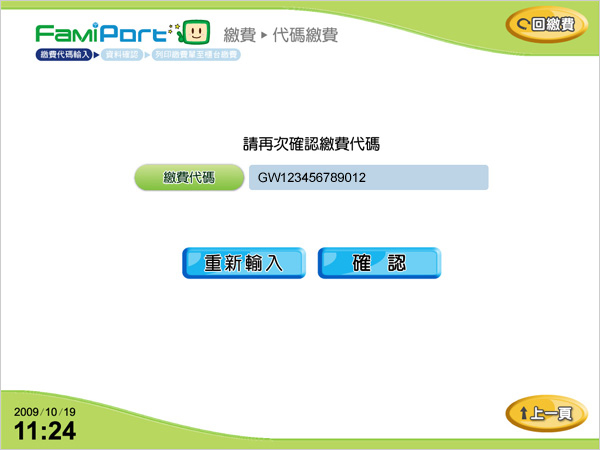 FamiPort 繳費▶代碼繳費
回繳費
繳費代碼輸入 資料確認 列印繳費單至櫃台繳費
請再次確認繳費代碼
繳費代碼 GW123456789012
重新輸入 確 認
2009/10/19
11:24
上一頁